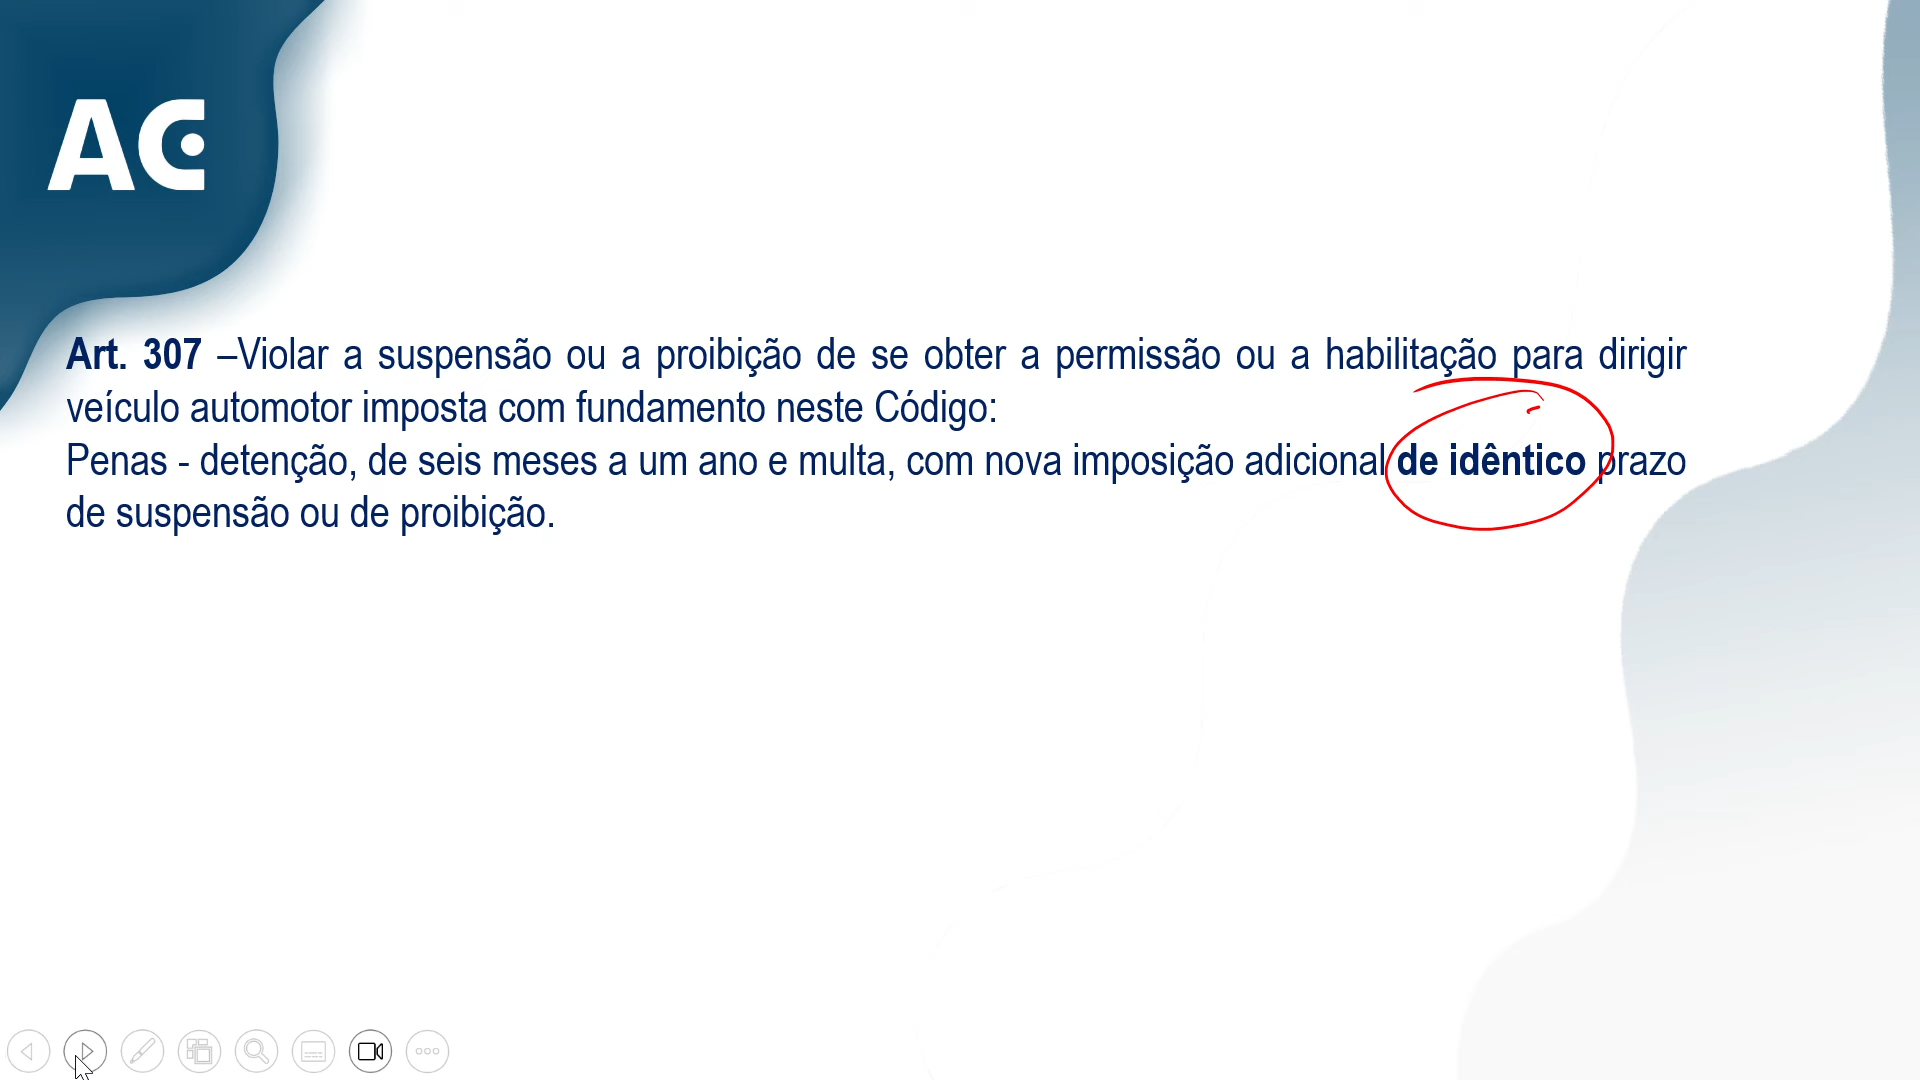 AC
Art. 307 –Violar a suspensão ou a proibição de se obter a permissão ou a habilitação para dirigir
veículo automotor imposta com fundamento neste Código:
Penas - detenção, de seis meses a um ano e multa, com nova imposição adicional de idêntico prazo
de suspensão ou de proibição.